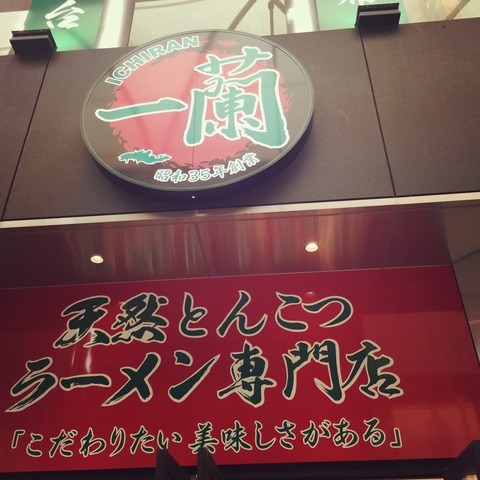 ICHIRAN
一蘭
昭和35年創業
天然とんこつ
ラーメン専門店
「こだわりたい美味しさがある」